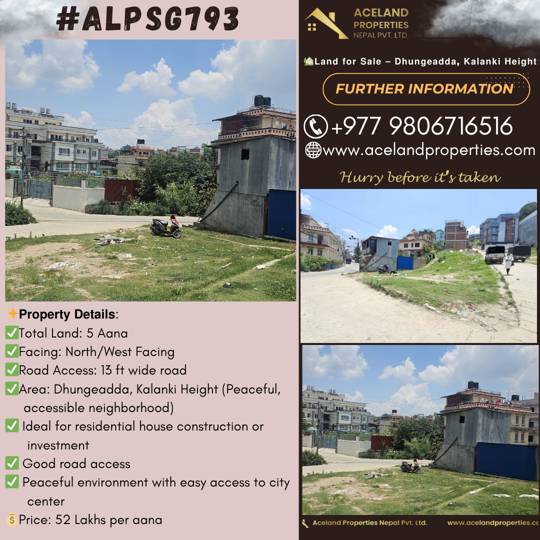 #ALPSG793
✨Property Details:
✅Total Land: 5 Aana
✅Facing: North/West Facing
✅Road Access: 13 ft wide road
✅Area: Dhungeadda, Kalanki Height (Peaceful,
accessible neighborhood)
✅ Ideal for residential house construction or
investment
✅ Good road access
✅ Peaceful environment with easy access to city
center
💰Price: 52 Lakhs per aana
ACELAND
PROPERTIES
NEPAL PVT. LTD.
🏡Land for Sale – Dhungeadda, Kalanki Height
FURTHER INFORMATION
+977 9806716516
www.acelandproperties.com
Hurry before it's taken
Aceland Properties Nepal Pvt. Ltd.
www.acelandproperties.c